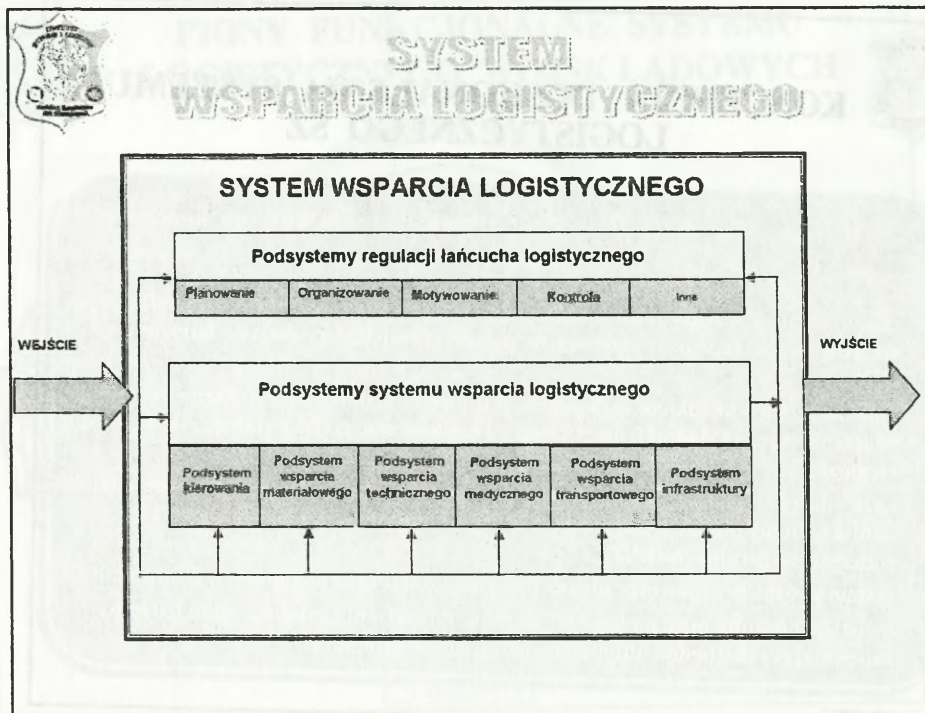 SYSTEM
WSPARCIA LOGISTYCZNEGO
SYSTEM WSPARCIA LOGISTYCZNEGO
Podsystemy regulacji łańcucha logistycznego
Planowanie Organizowanie Motywowanie Kontrola Inne
WEJŚCIE
WYJŚCIE
Podsystemy systemu wsparcia logistycznego
Podsystem kierowania
Podsystem wsparcia materiałowego
Podsystem wsparcia technicznego
Podsystem wsparcia medycznego
Podsystem wsparcia transportowego
Podsystem infrastruktury